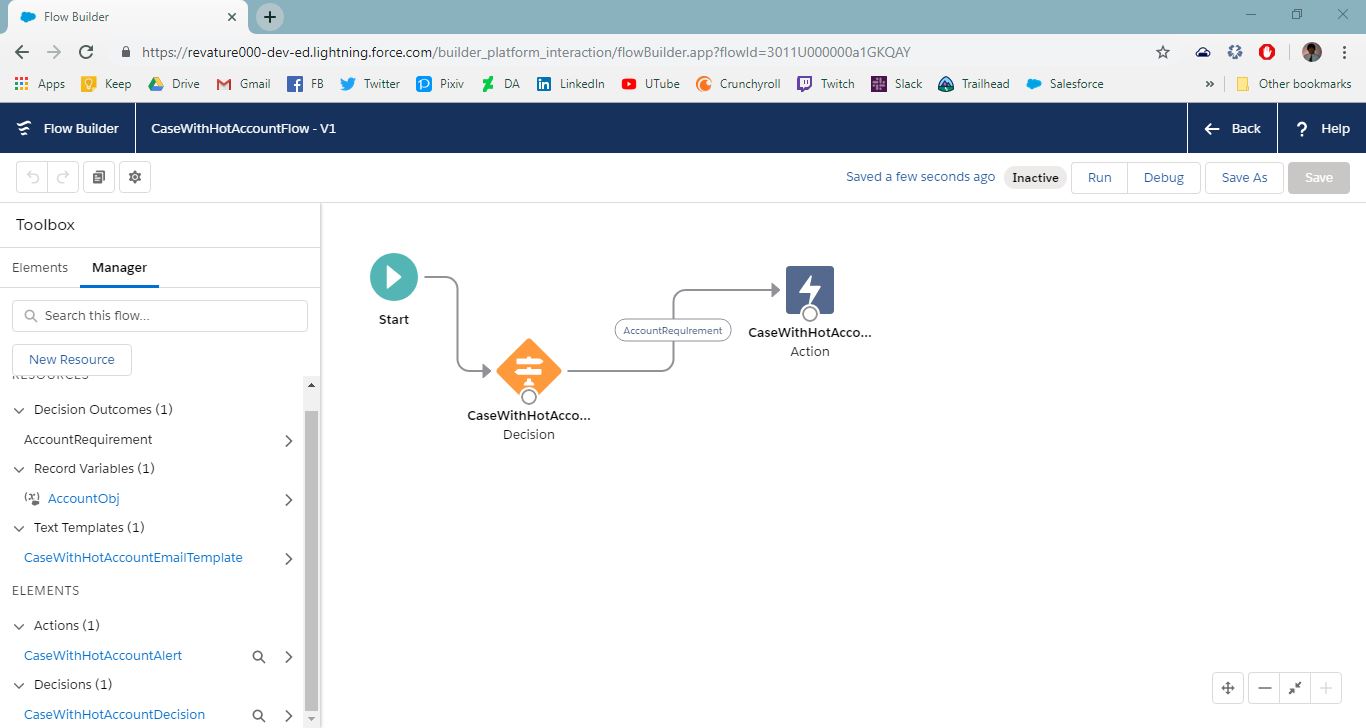 Flow Builder
https://revature000-dev-ed.lightning.force.com/builder_platform_interaction/flowBuilder.app?flowId=3011U000000a1GKQAY
Apps Keep Drive Gmail FB Twitter Pixiv DA LinkedIn UTube Crunchyroll Twitch Slack Trailhead Salesforce » Other bookmarks
Flow Builder CaseWithHotAccountFlow - V1 Back ? Help
Saved a few seconds ago Inactive Run Debug Save As Save
Toolbox
Elements Manager
Search this flow...
New Resource
RESOURCES
Decision Outcomes (1)
AccountRequirement
Record Variables (1)
AccountObj
Text Templates (1)
CaseWithHotAccountEmailTemplate
ELEMENTS
Actions (1)
CaseWithHotAccountAlert
Decisions (1)
CaseWithHotAccountDecision
Start
AccountRequirement
CaseWithHotAcco...
Action
CaseWithHotAcco...
Decision